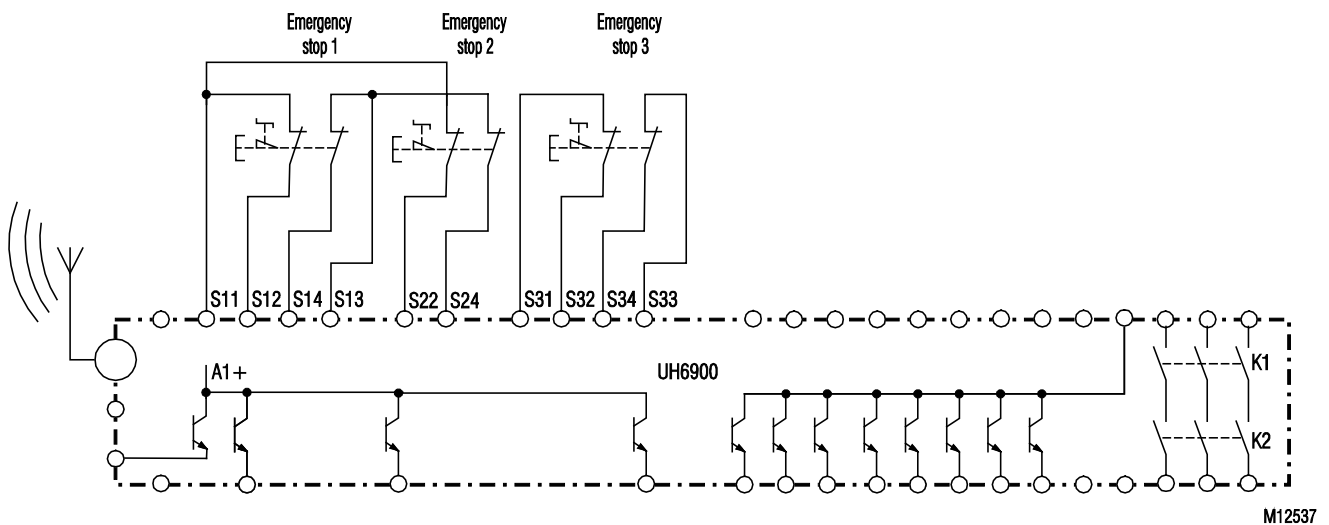 Emergency
stop 1
Emergency
stop 2
Emergency
stop 3
S11 S12 S14 S13 S22 S24 S31 S32 S34 S33
A1+
UH6900
K1
K2
M12537